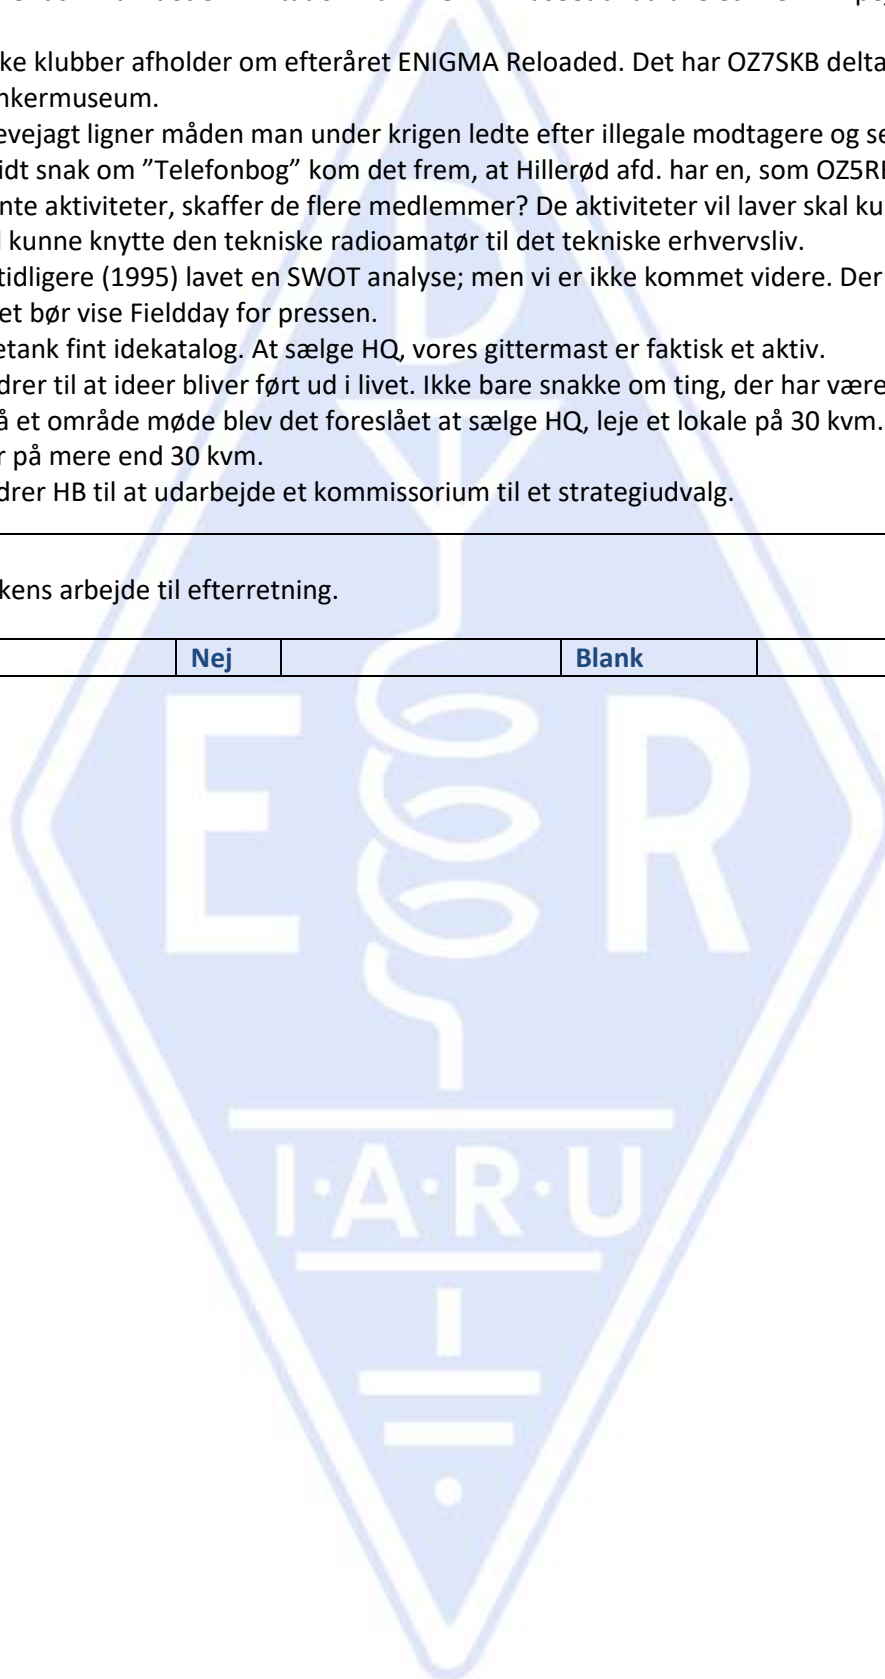 ke klubber afholder om efteråret ENIGMA Reloaded. Det har OZ7SKB delta
nkermuseum.
evejagt ligner måden man under krigen ledte efter illegale modtagere og se
idt snak om ”Telefonbog” kom det frem, at Hillerød afd. har en, som OZ5R
nte aktiviteter, skaffer de flere medlemmer? De aktiviteter vil laver skal ku
l kunne knytte den tekniske radioamatør til det tekniske erhvervsliv.
tidligere (1995) lavet en SWOT analyse; men vi er ikke kommet videre. Der
et bør vise Fieldday for pressen.
etank fint idekatalog. At sælge HQ, vores gittermast er faktisk et aktiv.
drer til at ideer bliver ført ud i livet. Ikke bare snakke om ting, der har være
å et område møde blev det foreslået at sælge HQ, leje et lokale på 30 kvm.
r på mere end 30 kvm.
drer HB til at udarbejde et kommissorium til et strategiudvalg.
kens arbejde til efterretning.
Nej Blank
D
E R
I·A·R·U